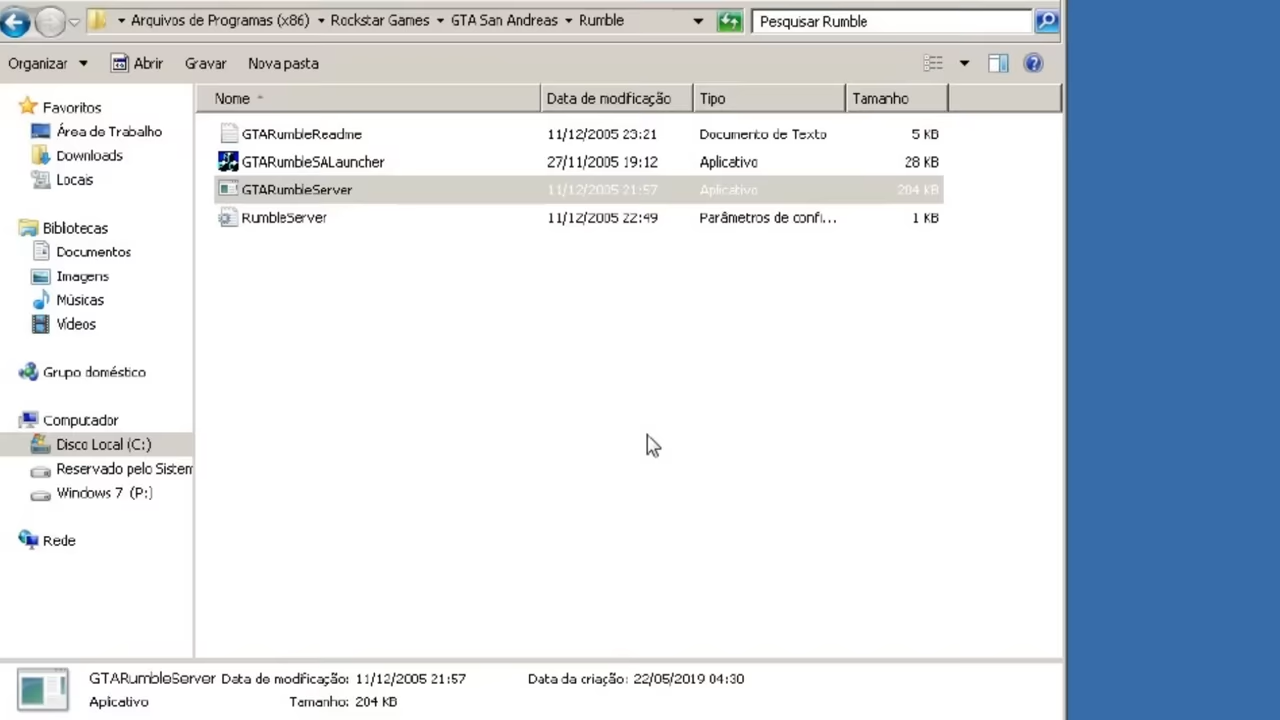 Arquivos de Programas (x86) Rockstar Games GTA San Andreas Rumble Pesquisar Rumble
Organizar Abrir Gravar Nova pasta
Nome Data de modificação Tipo Tamanho
GTARumbleReadme 11/12/2005 23:21 Documento de Texto 5 KB
GTARumbleSALauncher 27/11/2005 19:12 Aplicativo 28 KB
GTARumbleServer 11/12/2005 21:57 Aplicativo 204 KB
RumbleServer 11/12/2005 22:49 Parâmetros de confi... 1 KB
Favoritos
Área de Trabalho
Downloads
Locais
Bibliotecas
Documentos
Imagens
Músicas
Vídeos
Grupo doméstico
Computador
Disco Local (C:)
Reservado pelo Sistem
Windows 7 (P:)
Rede
GTARumbleServer Data de modificação: 11/12/2005 21:57 Data da criação: 22/05/2019 04:30
Aplicativo Tamanho: 204 KB